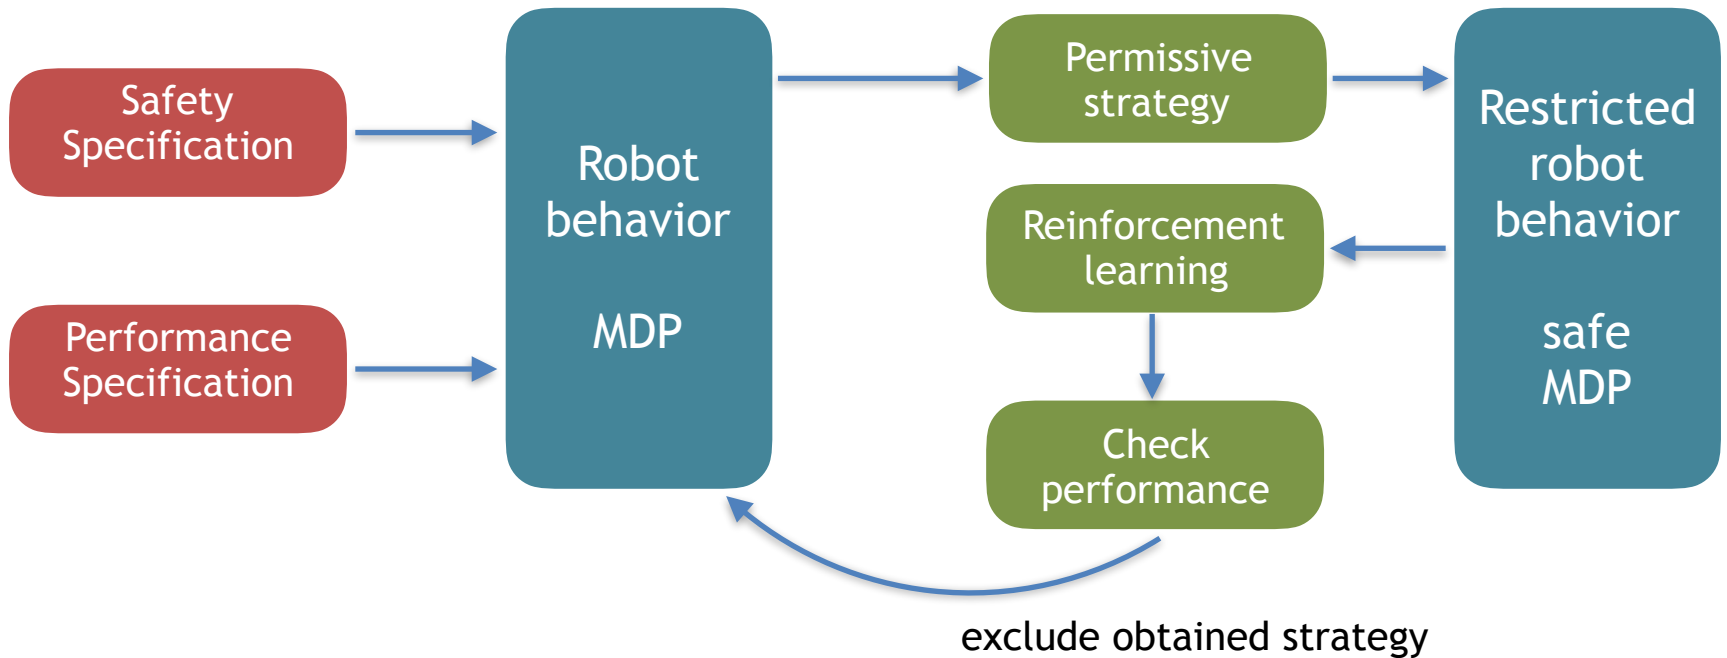 Safety
Specification
Performance
Specification
Robot
behavior
MDP
Permissive
strategy
Reinforcement
learning
Check
performance
Restricted
robot
behavior
safe
MDP
exclude obtained strategy